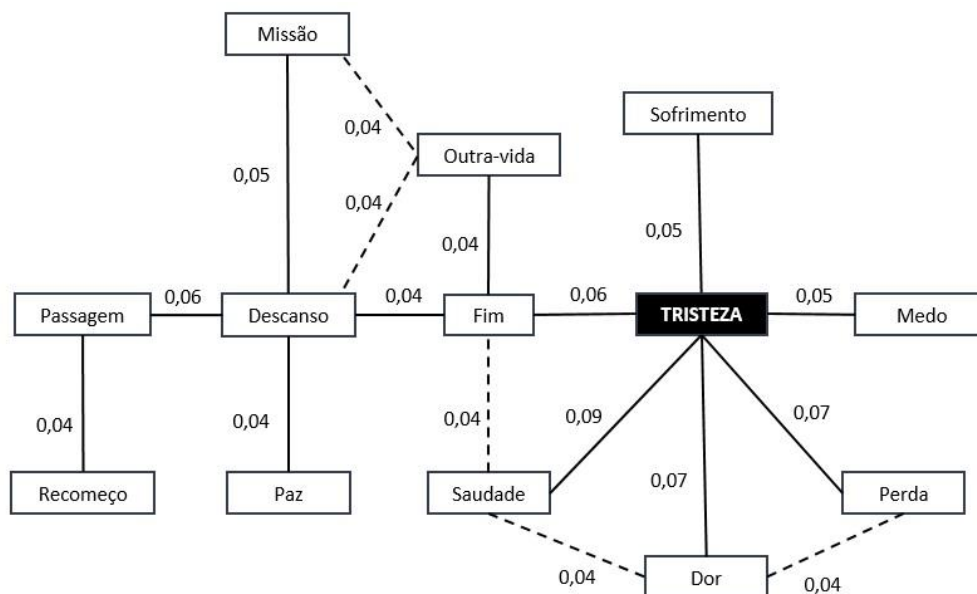 Missão
Sofrimento
0,04
Outra-vida
0,05
0,04
0,05
0,04
0,06
0,04
0,06
0,05
Passagem
Descanso
Fim
TRISTEZA
Medo
0,04
0,04
0,04
0,09
0,07
0,07
Recomeço
Paz
Saudade
Perda
0,04
Dor
0,04